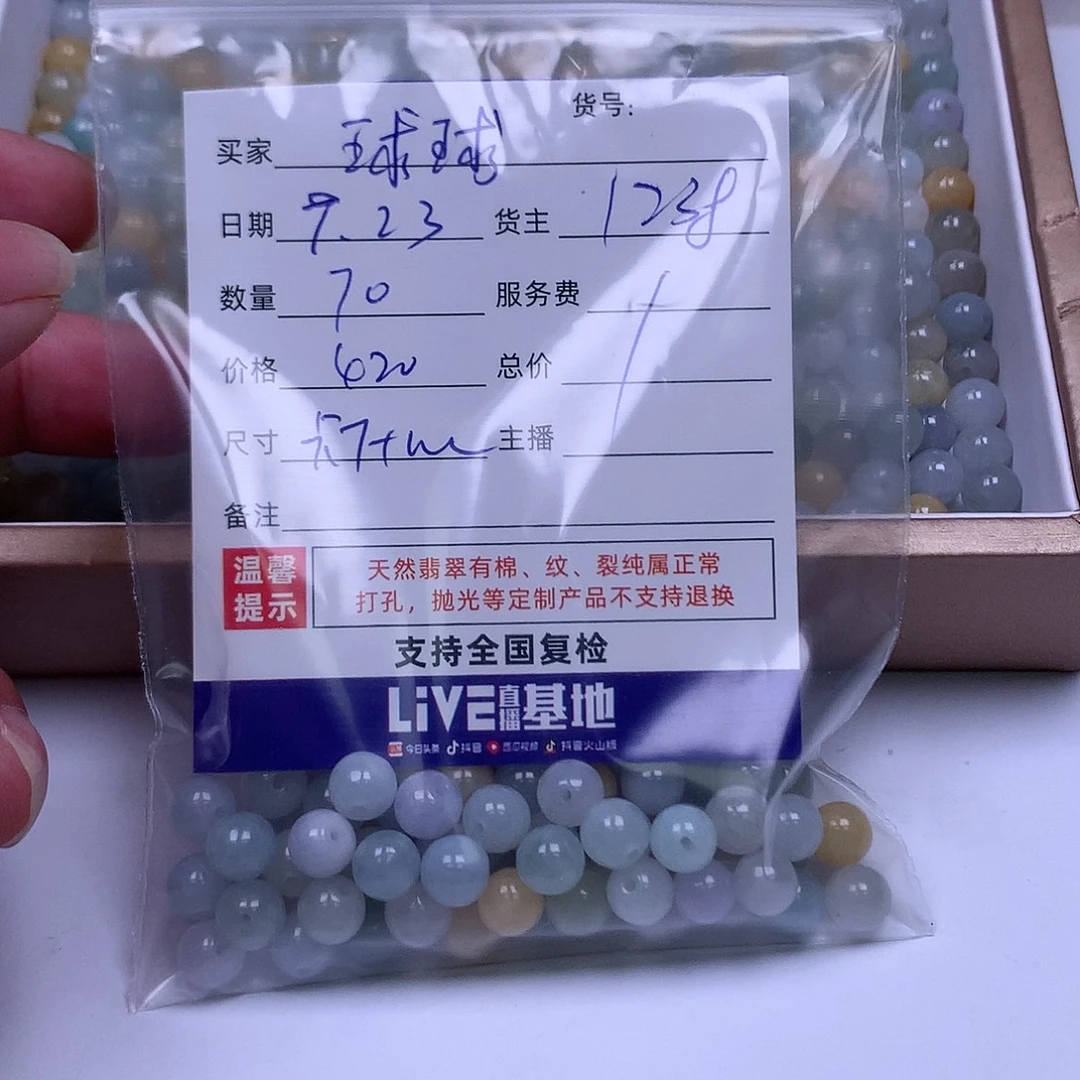 货号:
买家 球球
日期 9.23 货主 1238
数量 70 服务费
价格 620 总价
尺寸 卡7+m 主播
备注
温馨提示
天然翡翠有棉、纹、裂纯属正常
打孔，抛光等定制产品不支持退换
支持全国复检
LiVE直播基地
今日头条 抖音 西瓜视频 抖音火山版